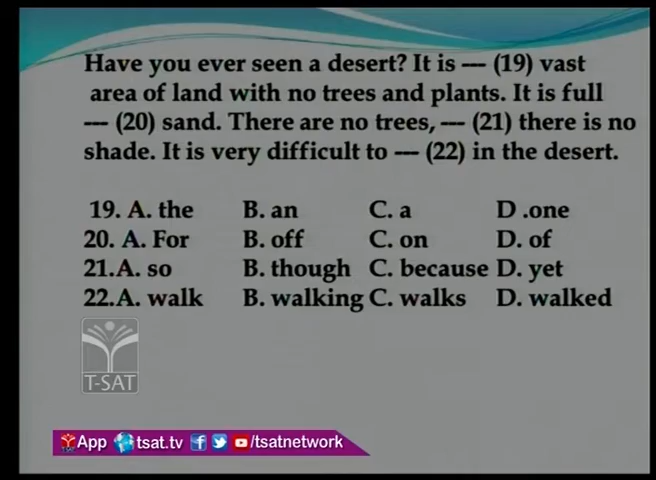 Have you ever seen a desert? It is --- (19) vast
area of land with no trees and plants. It is full
--- (20) sand. There are no trees, --- (21) there is no
shade. It is very difficult to --- (22) in the desert.
19. A. the B. an C. a D .one
20. A. For B. off C. on D. of
21.A. so B. though C. because D. yet
22.A. walk B. walking C. walks D. walked
T-SAT
App tsat.tv /tsatnetwork